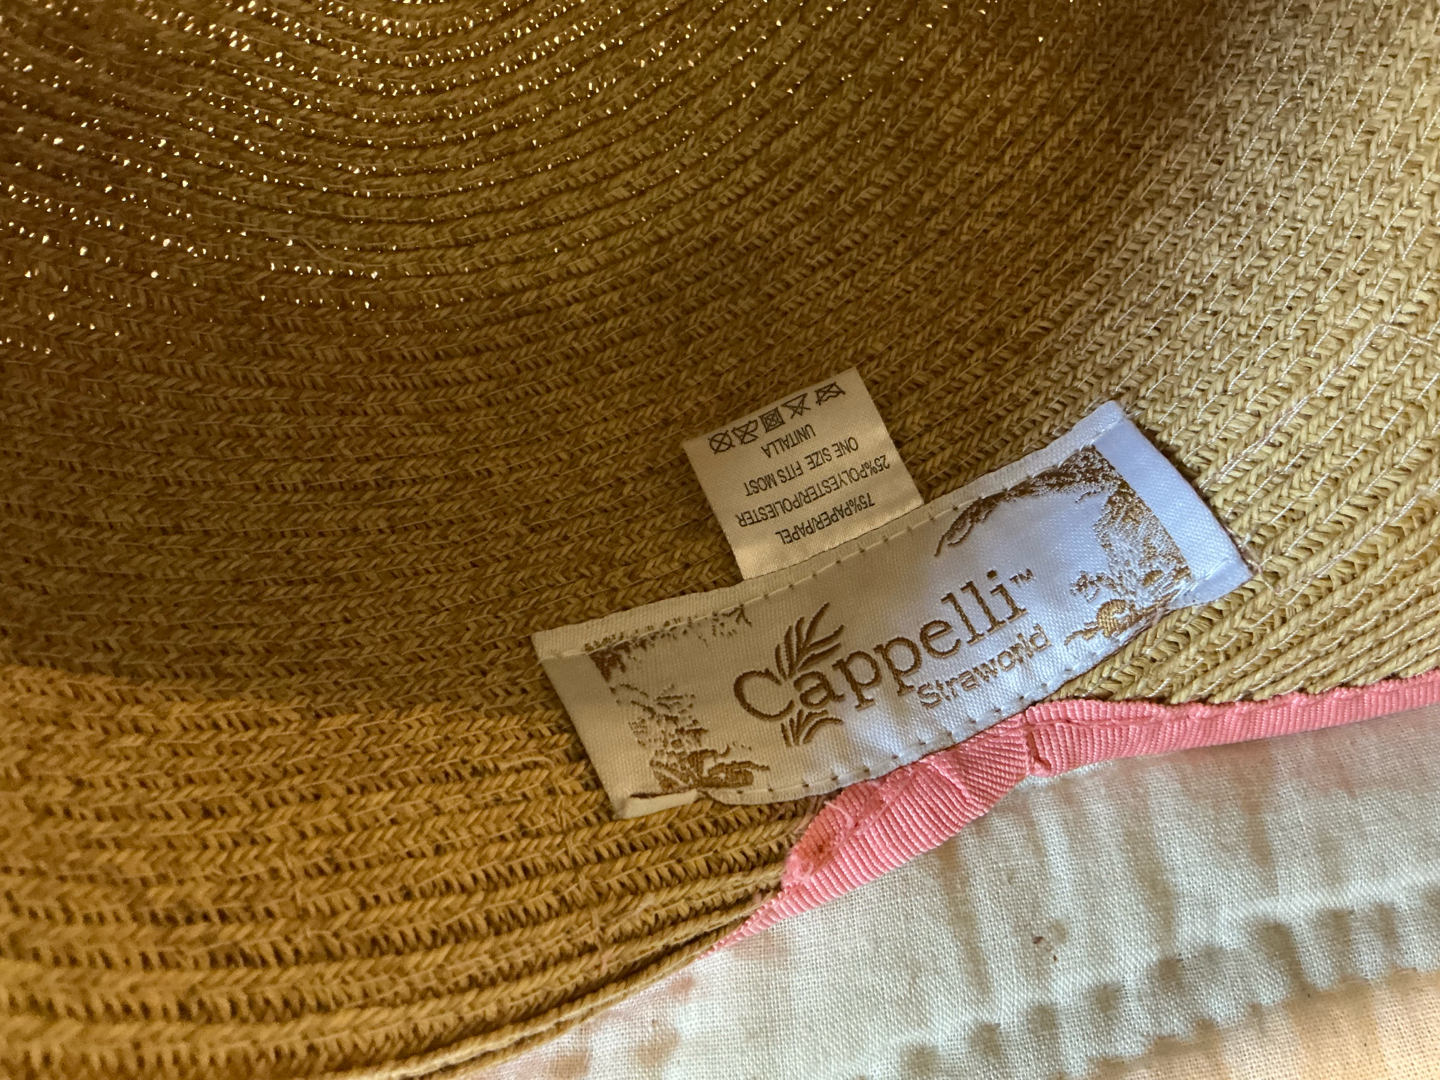 75%PAPER/PAPEL
25%POLYESTER/POLIESTER
ONE SIZE FITS MOST
UNITALLA
Cappelli™
Straworld